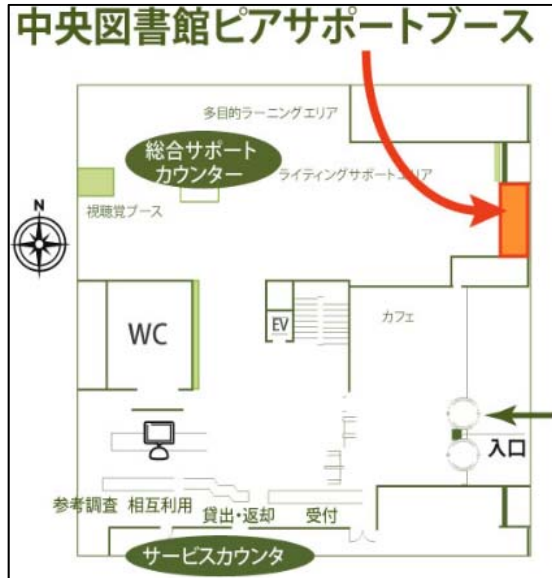 中央図書館ピアサポートブース
多目的ラーニングエリア
総合サポート
カウンター
ライティングサポートエリア
視聴覚ブース
N
WC
EV
カフェ
入口
参考調査 相互利用
貸出・返却 受付
サービスカウンタ